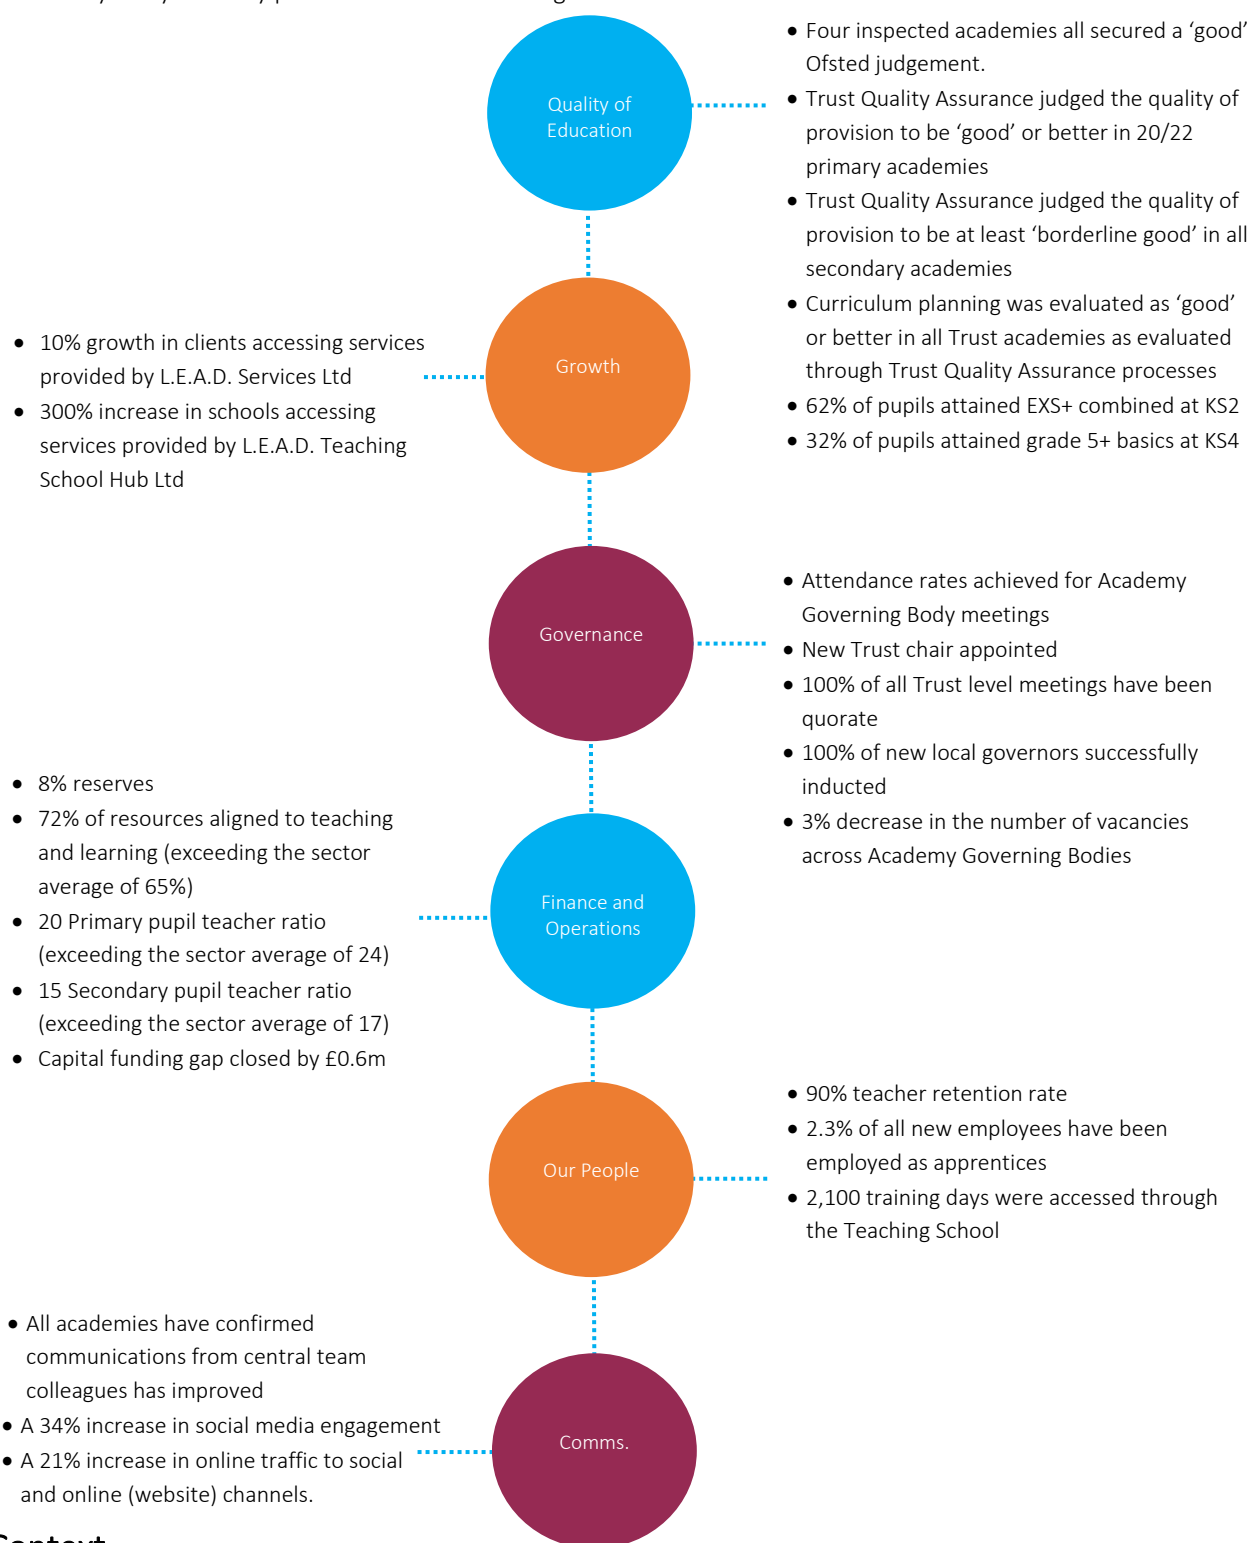 Quality of
Education
• Four inspected academies all secured a ‘good’
Ofsted judgement.
• Trust Quality Assurance judged the quality of
provision to be ‘good’ or better in 20/22
primary academies
• Trust Quality Assurance judged the quality of
provision to be at least ‘borderline good’ in all
secondary academies
• Curriculum planning was evaluated as ‘good’
or better in all Trust academies as evaluated
through Trust Quality Assurance processes
• 62% of pupils attained EXS+ combined at KS2
• 32% of pupils attained grade 5+ basics at KS4
Growth
• 10% growth in clients accessing services
provided by L.E.A.D. Services Ltd
• 300% increase in schools accessing
services provided by L.E.A.D. Teaching
School Hub Ltd
Governance
• Attendance rates achieved for Academy
Governing Body meetings
• New Trust chair appointed
• 100% of all Trust level meetings have been
quorate
• 100% of new local governors successfully
inducted
• 3% decrease in the number of vacancies
across Academy Governing Bodies
Finance and
Operations
• 8% reserves
• 72% of resources aligned to teaching
and learning (exceeding the sector
average of 65%)
• 20 Primary pupil teacher ratio
(exceeding the sector average of 24)
• 15 Secondary pupil teacher ratio
(exceeding the sector average of 17)
• Capital funding gap closed by £0.6m
Our People
• 90% teacher retention rate
• 2.3% of all new employees have been
employed as apprentices
• 2,100 training days were accessed through
the Teaching School
Comms.
• All academies have confirmed
communications from central team
colleagues has improved
• A 34% increase in social media engagement
• A 21% increase in online traffic to social
and online (website) channels.